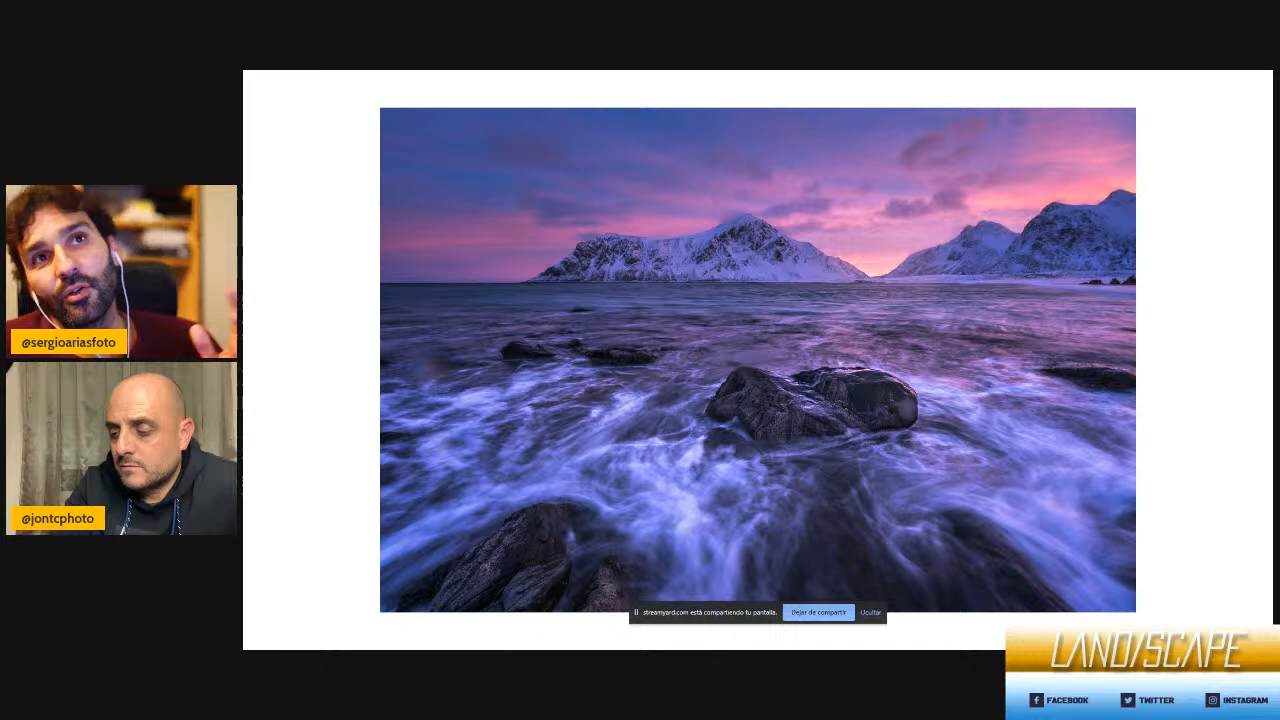 @sergioariasfoto
@jontcphoto
streamyard.com está compartiendo tu pantalla.
Dejar de compartir
Ocultar
LAND/SCAPE
FACEBOOK
TWITTER
INSTAGRAM